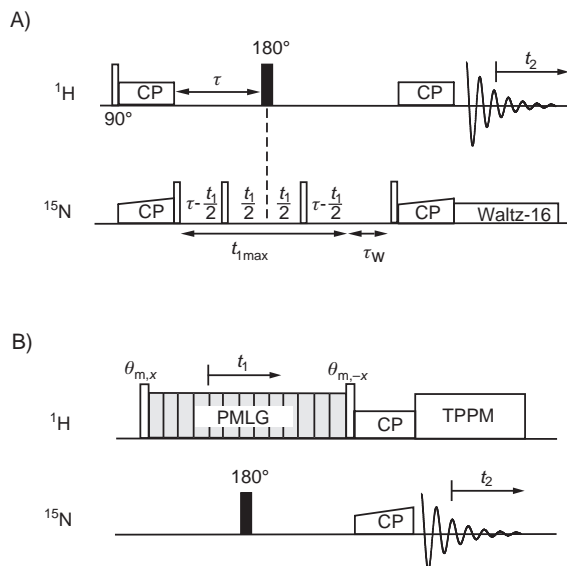 A)
180°
¹H CP τ CP t₂
90°
¹⁵N CP τ-t₁/2 t₁/2 t₁/2 τ-t₁/2 CP Waltz-16
t₁max τW
B)
θm,x t₁ θm,–x
¹H PMLG CP TPPM
180° t₂
¹⁵N CP